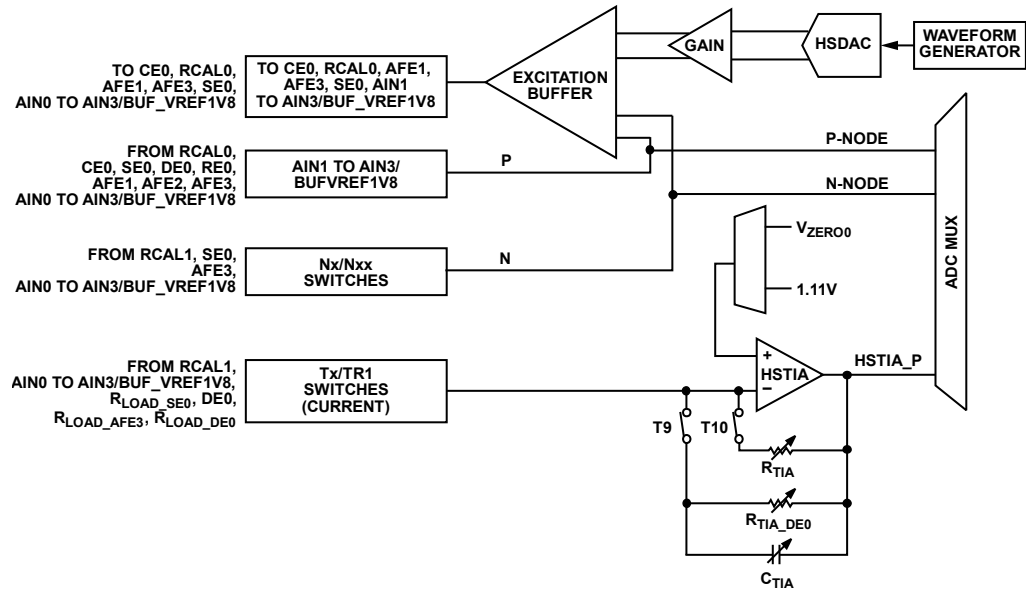 WAVEFORM
GENERATOR
HSDAC
GAIN
EXCITATION
BUFFER
TO CE0, RCAL0,
AFE1, AFE3, SE0,
AIN0 TO AIN3/BUF_VREF1V8
TO CE0, RCAL0, AFE1,
AFE3, SE0, AIN1
TO AIN3/BUF_VREF1V8
FROM RCAL0,
CE0, SE0, DE0, RE0,
AFE1, AFE2, AFE3,
AIN0 TO AIN3/BUF_VREF1V8
AIN1 TO AIN3/
BUFVREF1V8
P
P-NODE
N-NODE
ADC MUX
FROM RCAL1, SE0,
AFE3,
AIN0 TO AIN3/BUF_VREF1V8
Nx/Nxx
SWITCHES
N
VZERO0
1.11V
FROM RCAL1,
AIN0 TO AIN3/BUF_VREF1V8,
RLOAD_SE0, DE0,
RLOAD_AFE3, RLOAD_DE0
Tx/TR1
SWITCHES
(CURRENT)
+
HSTIA
–
HSTIA_P
T9
T10
RTIA
RTIA_DE0
CTIA